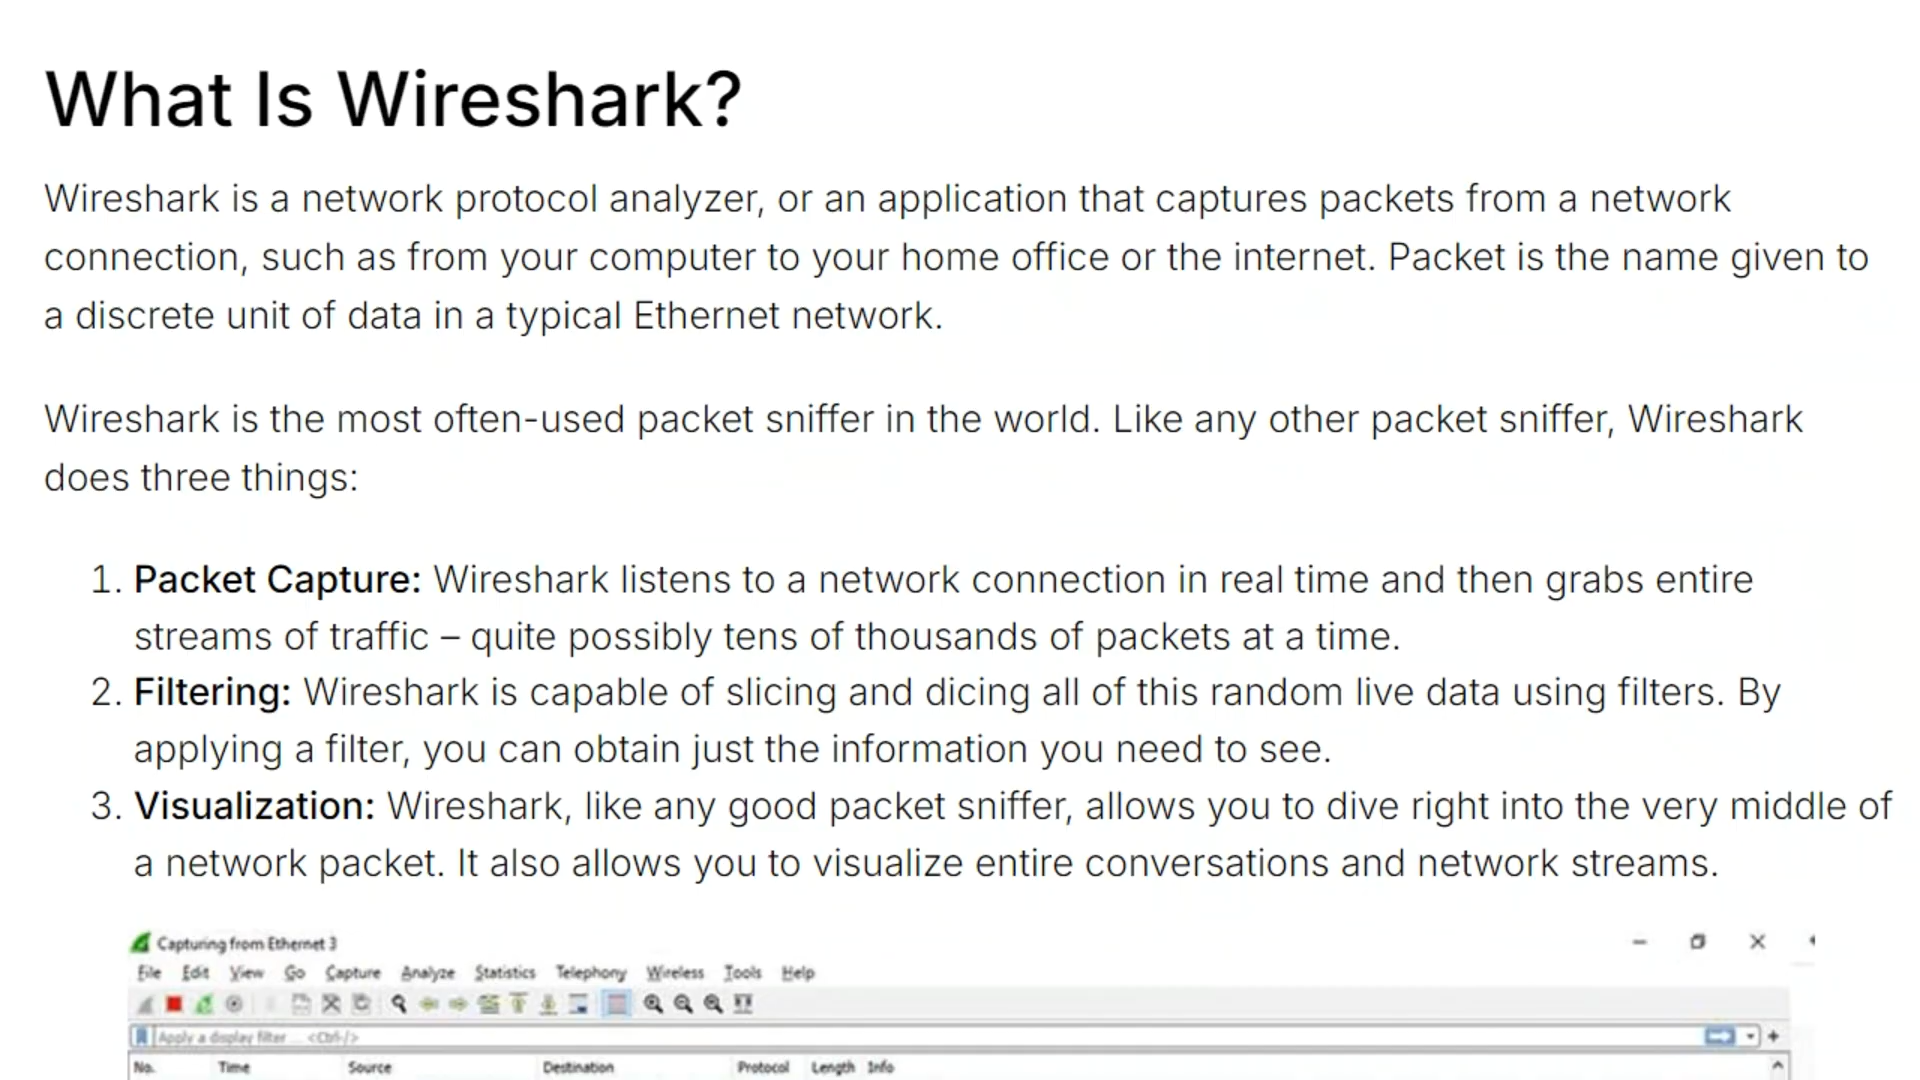 What Is Wireshark?
Wireshark is a network protocol analyzer, or an application that captures packets from a network
connection, such as from your computer to your home office or the internet. Packet is the name given to
a discrete unit of data in a typical Ethernet network.
Wireshark is the most often-used packet sniffer in the world. Like any other packet sniffer, Wireshark
does three things:
1. Packet Capture: Wireshark listens to a network connection in real time and then grabs entire
streams of traffic – quite possibly tens of thousands of packets at a time.
2. Filtering: Wireshark is capable of slicing and dicing all of this random live data using filters. By
applying a filter, you can obtain just the information you need to see.
3. Visualization: Wireshark, like any good packet sniffer, allows you to dive right into the very middle of
a network packet. It also allows you to visualize entire conversations and network streams.
Capturing from Ethernet 3
File Edit View Go Capture Analyze Statistics Telephony Wireless Tools Help
Apply a display filter ... <Ctrl-/>
No. Time Source Destination Protocol Length Info